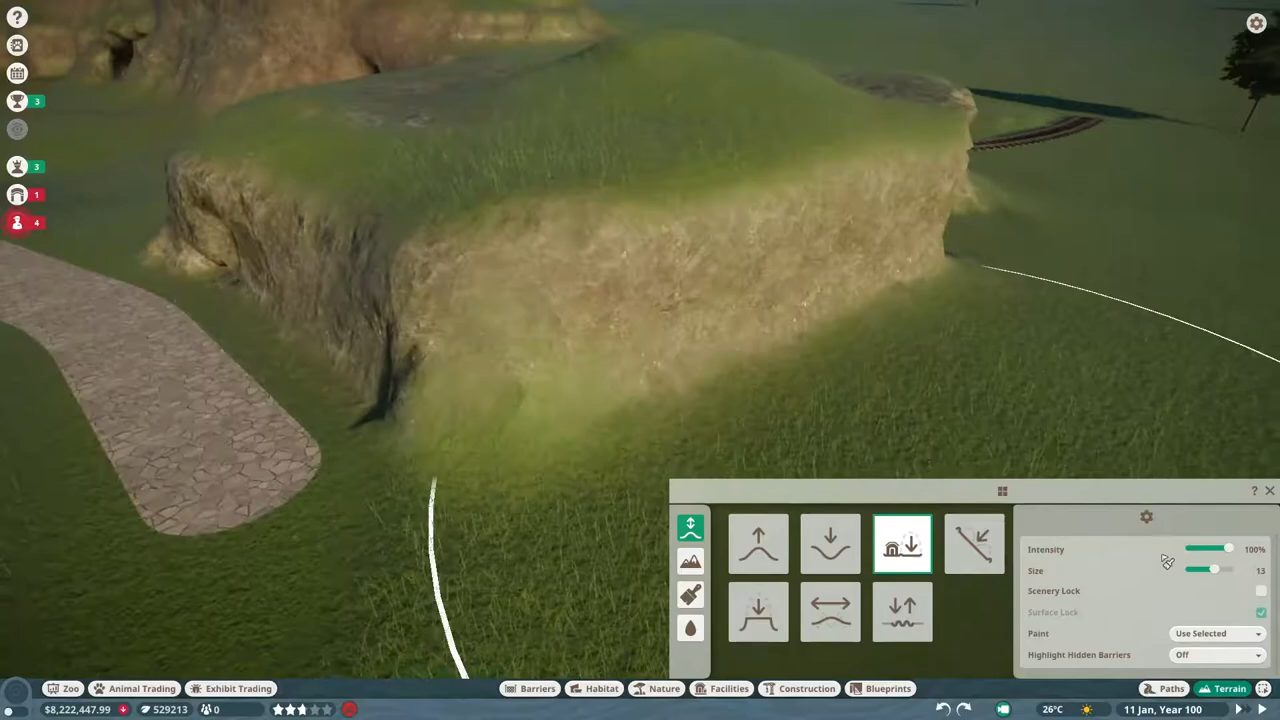 ?
3
3
1
4
?
Intensity 100%
Size 13
Scenery Lock
Surface Lock
Paint Use Selected
Highlight Hidden Barriers Off
Zoo Animal Trading Exhibit Trading Barriers Habitat Nature Facilities Construction Blueprints Paths Terrain
$8,222,447.99 529213 0 26°C 11 Jan, Year 100